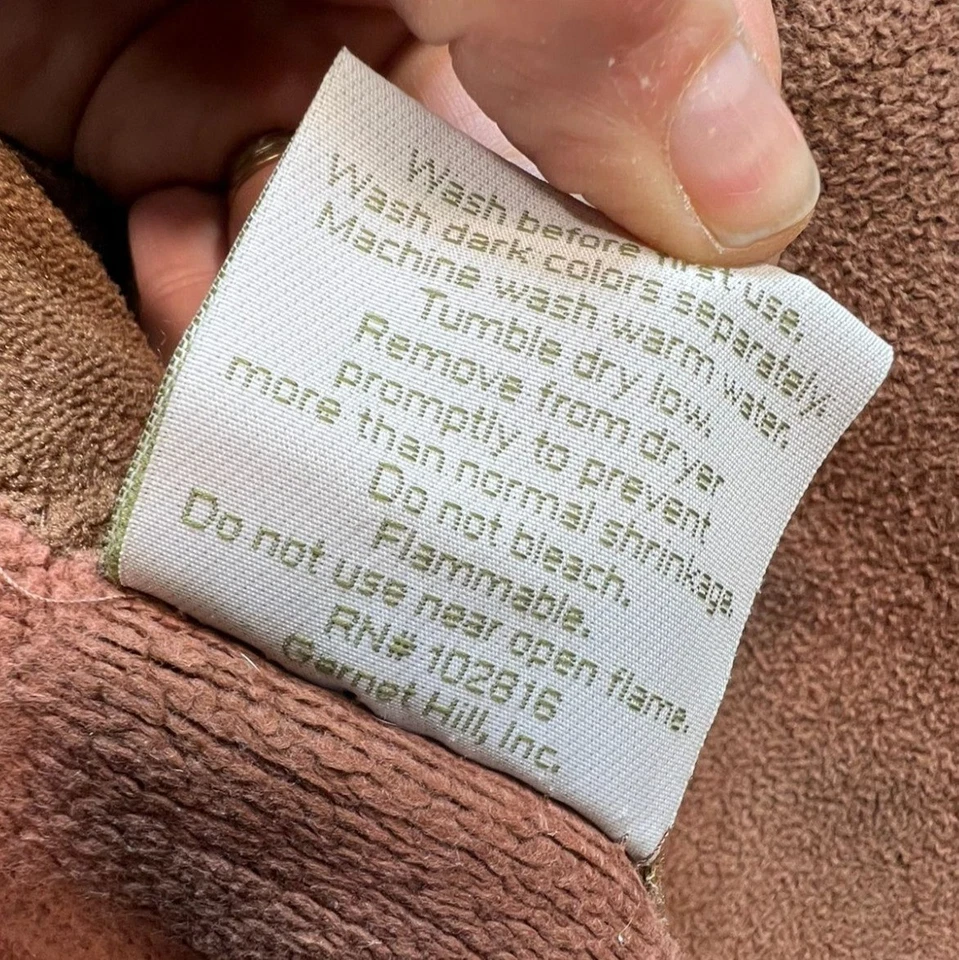 Wash before first use.
Wash dark colors separately.
Machine wash warm water.
Tumble dry low.
Remove from dryer
promptly to prevent
more than normal shrinkage.
Do not bleach.
Flammable.
Do not use near open flame.
RN# 102816
Garnet Hill, Inc.